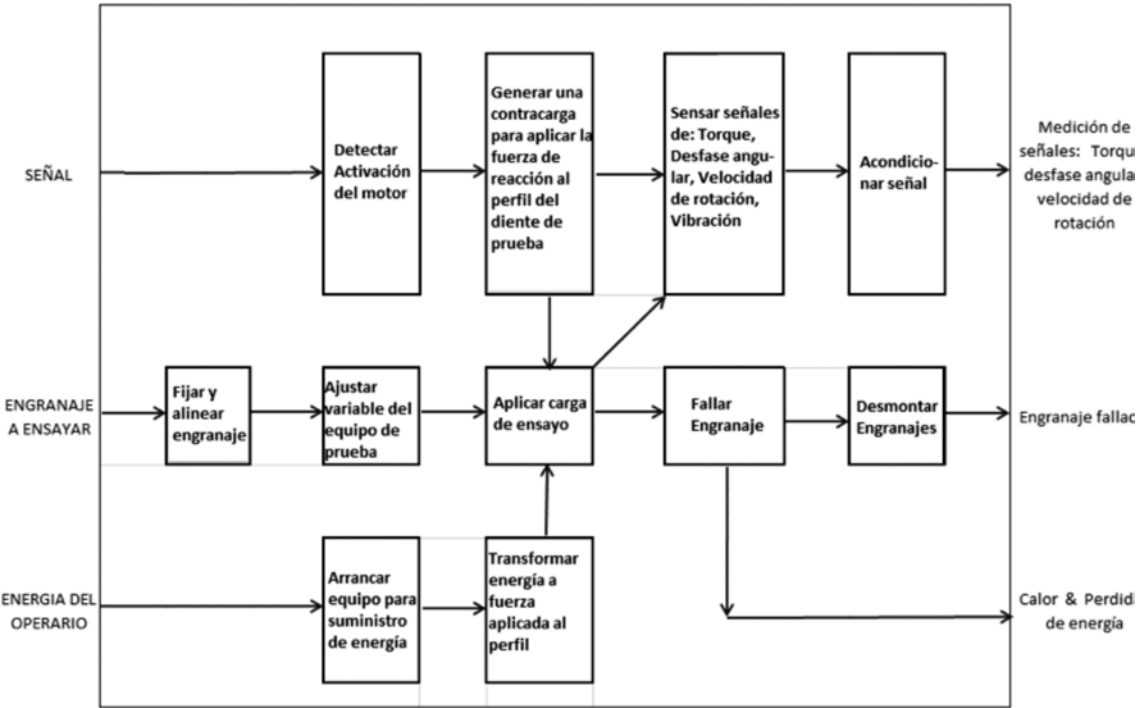 SEÑAL
Detectar
Activación
del motor
Generar una
contracarga
para aplicar la
fuerza de
reacción al
perfil del
diente de
prueba
Sensar señales
de: Torque,
Desfase angu-
lar, Velocidad
de rotación,
Vibración
Acondicio-
nar señal
Medición de
señales: Torqu
desfase angula
velocidad de
rotación
ENGRANAJE
A ENSAYAR
Fijar y
alinear
engranaje
Ajustar
variable del
equipo de
prueba
Aplicar carga
de ensayo
Fallar
Engranaje
Desmontar
Engranajes
Engranaje fallac
ENERGIA DEL
OPERARIO
Arrancar
equipo para
suministro
de energía
Transformar
energía a
fuerza
aplicada al
perfil
Calor & Perdid
de energía